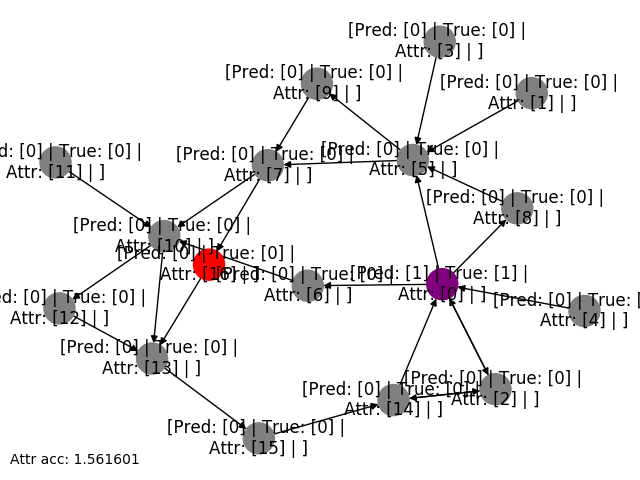 [Pred: [0] | True: [0] |
Attr: [3] | ]
[Pred: [0] | True: [0] |
Attr: [9] | ]
[Pred: [0] | True: [0] |
Attr: [1] | ]
d: [0] | True: [0] |
Attr: [11] | ]
[Pred: [0] | True: [0] |
Attr: [7] | ]
[Pred: [0] | True: [0] |
Attr: [5] | ]
[Pred: [0] | True: [0] |
Attr: [8] | ]
[Pred: [0] | True: [0] |
Attr: [10] | ]
[Pred: [0] | True: [0] |
Attr: [16] | ]
[Pred: [0] | True: [0] |
Attr: [6] | ]
[Pred: [1] | True: [1] |
Attr: [0] | ]
ed: [0] | True: [0] |
Attr: [12] | ]
[Pred: [0] | True: [
Attr: [4] | ]
[Pred: [0] | True: [0] |
Attr: [13] | ]
[Pred: [0] | True: [0] |
Attr: [14] | ]
[Pred: [0] | True: [0] |
Attr: [2] | ]
[Pred: [0] | True: [0] |
Attr: [15] | ]
Attr acc: 1.561601